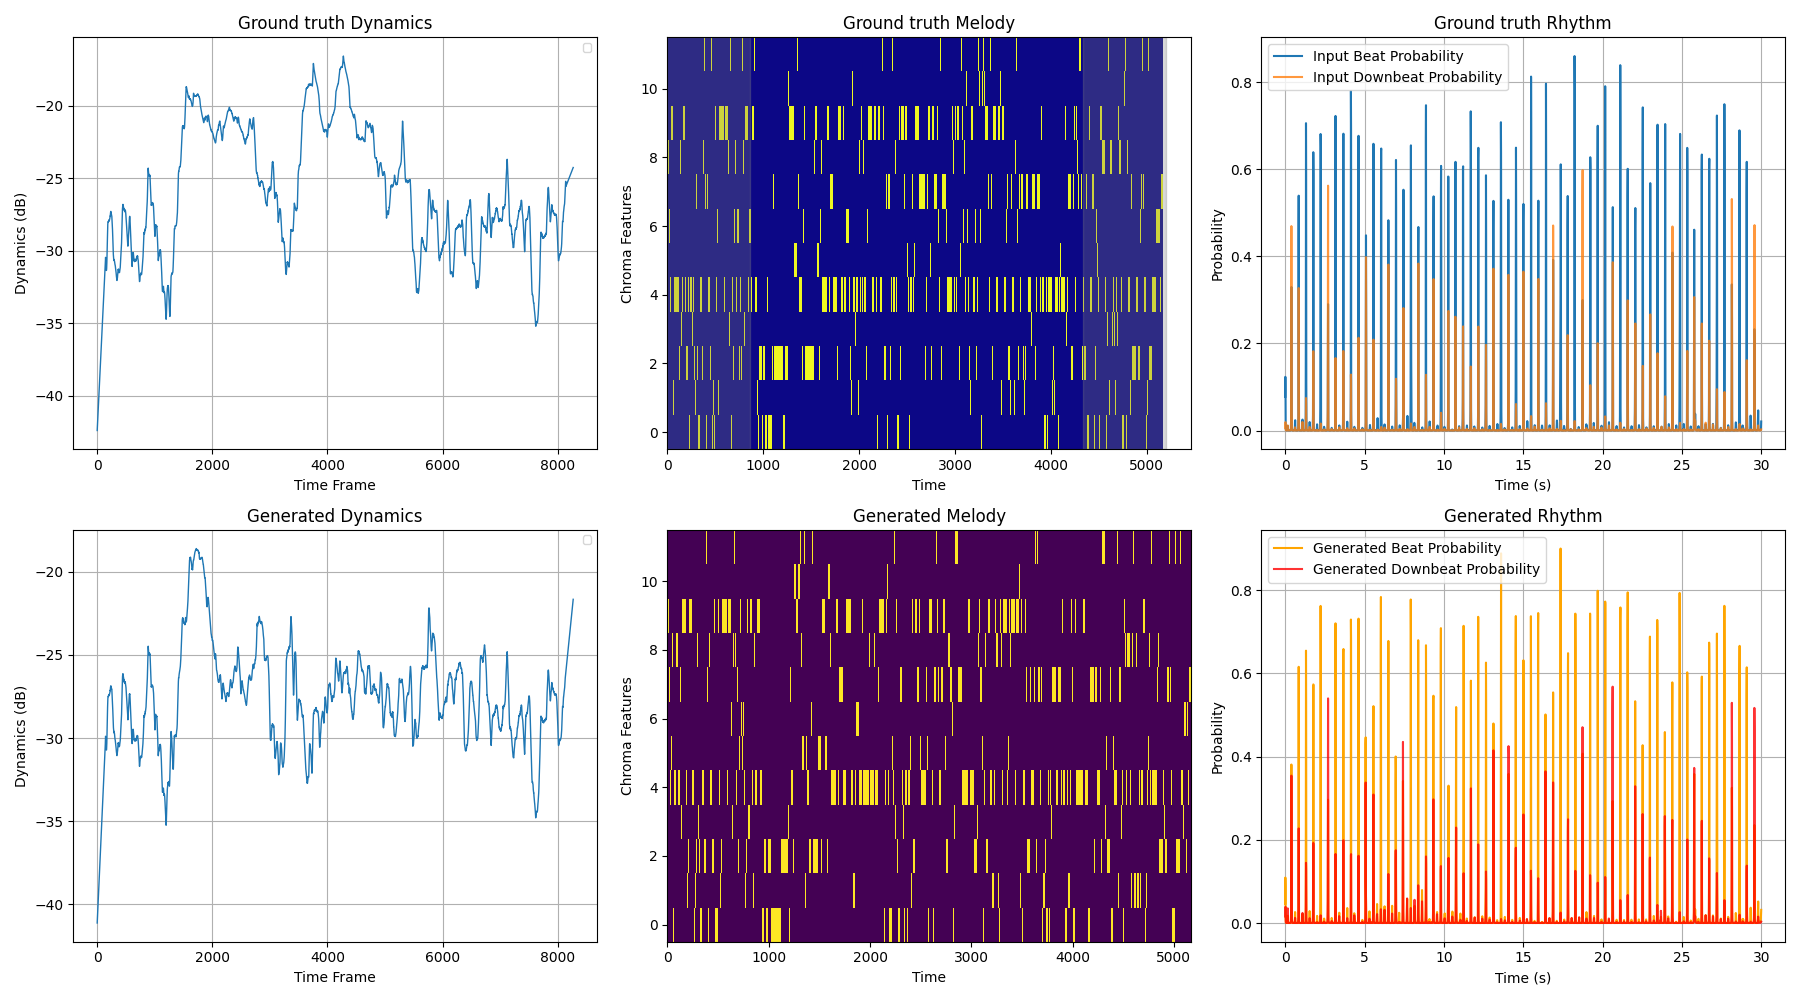 Ground truth Dynamics
Dynamics (dB)
−20
−25
−30
−35
−40
0 2000 4000 6000 8000
Time Frame
Ground truth Melody
Chroma Features
10
8
6
4
2
0
0 1000 2000 3000 4000 5000
Time
Ground truth Rhythm
Input Beat Probability
Input Downbeat Probability
Probability
0.8
0.6
0.4
0.2
0.0
0 5 10 15 20 25 30
Time (s)
Generated Dynamics
Dynamics (dB)
−20
−25
−30
−35
−40
0 2000 4000 6000 8000
Time Frame
Generated Melody
Chroma Features
10
8
6
4
2
0
0 1000 2000 3000 4000 5000
Time
Generated Rhythm
Generated Beat Probability
Generated Downbeat Probability
Probability
0.8
0.6
0.4
0.2
0.0
0 5 10 15 20 25 30
Time (s)